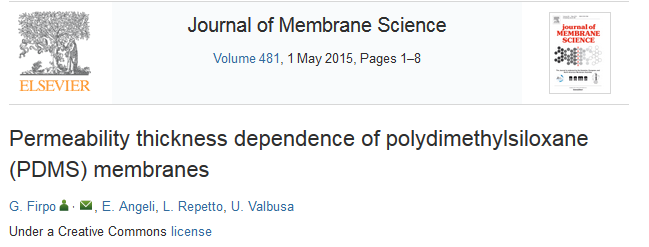 Journal of Membrane Science
Volume 481, 1 May 2015, Pages 1–8
ELSEVIER
journal of
MEMBRANE
SCIENCE
Permeability thickness dependence of polydimethylsiloxane
(PDMS) membranes
G. Firpo · , E. Angeli, L. Repetto, U. Valbusa
Under a Creative Commons license